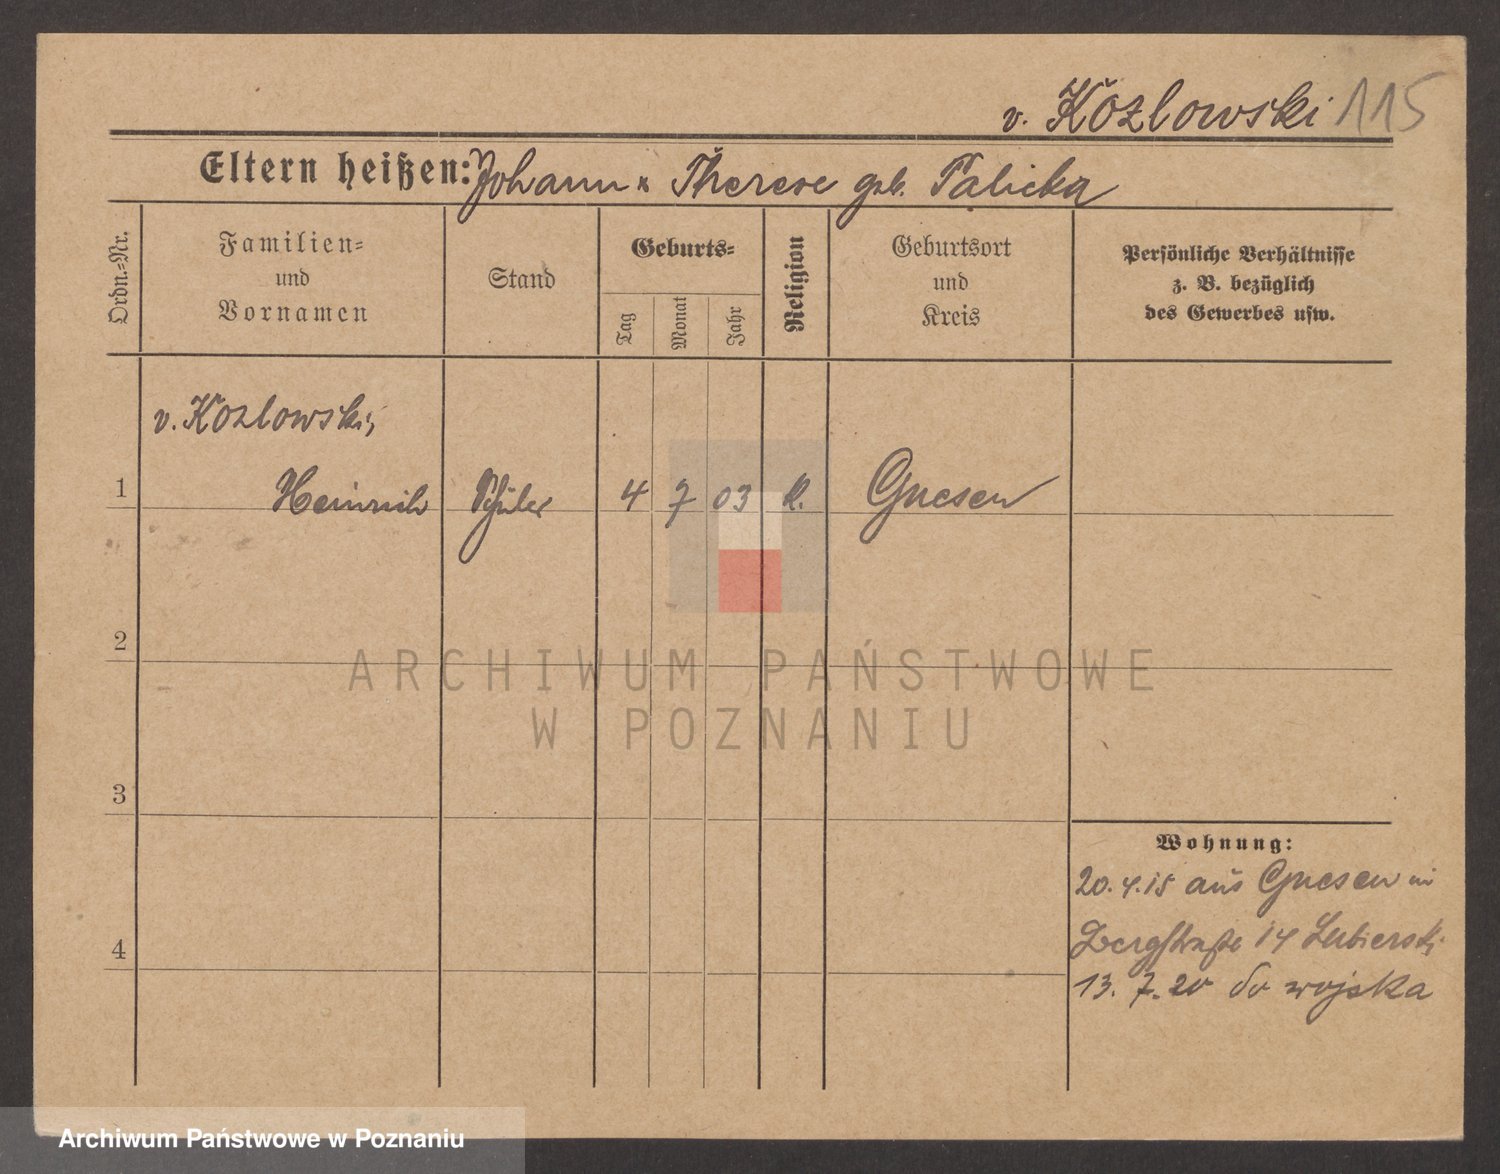 v. Kozlowski 115
Eltern heißen: Johann u Therese geb. Palicka
Ordn.-Nr.
Familien-
und
Vornamen
Stand
Geburts-
Tag
Monat
Jahr
Religion
Geburtsort
und
Kreis
Persönliche Verhältnisse
z. B. bezüglich
des Gewerbes usw.
v. Kozlowski,
1 Heinrich Schüler 4 7 03 k. Gnesen
2
3
4
Wohnung:
20.4.15 aus Gnesen in
Bergstraße 14 Lubierski
13. 7. 20 do wojska
ARCHIWUM PAŃSTWOWE
W POZNANIU
Archiwum Państwowe w Poznaniu